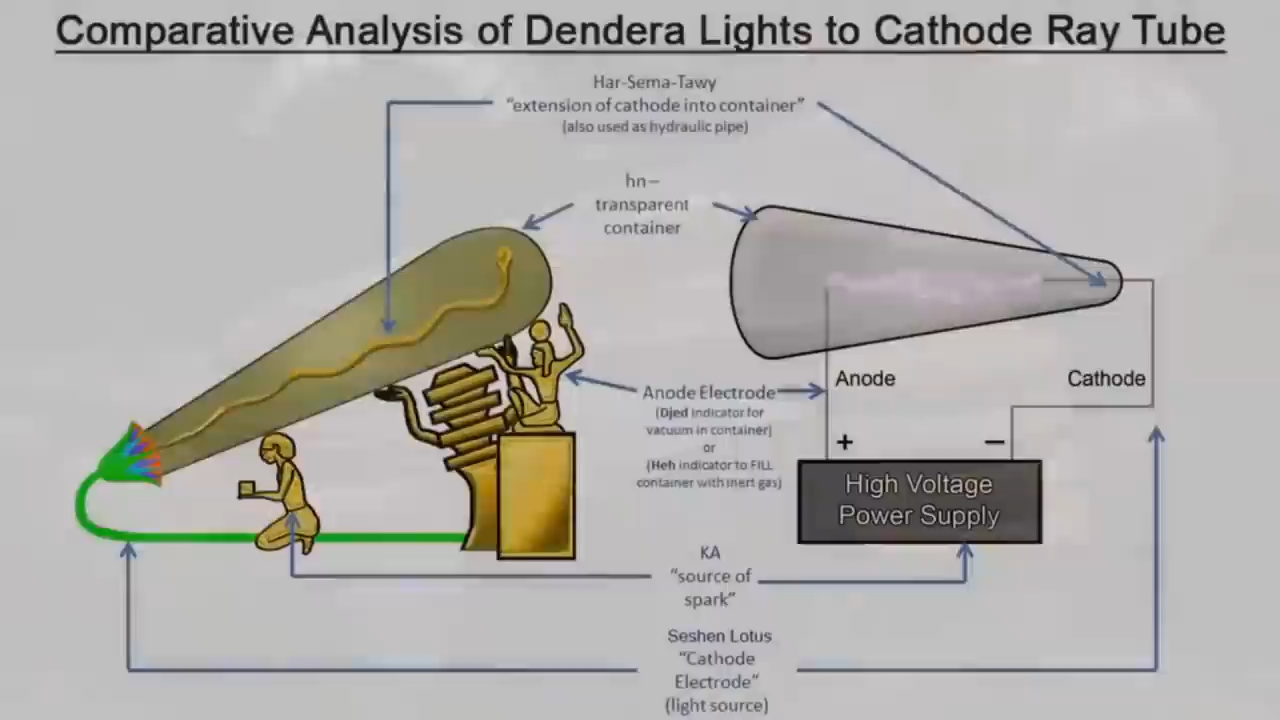 Comparative Analysis of Dendera Lights to Cathode Ray Tube
Har-Sema-Tawy
“extension of cathode into container”
(also used as hydraulic pipe)
hn–
transparent
container
Anode Electrode
(Djed indicator for
vacuum in container)
or
(Heh indicator to FILL
container with inert gas)
Anode
Cathode
+
–
High Voltage
Power Supply
KA
“source of
spark”
Seshen Lotus
“Cathode
Electrode”
(light source)